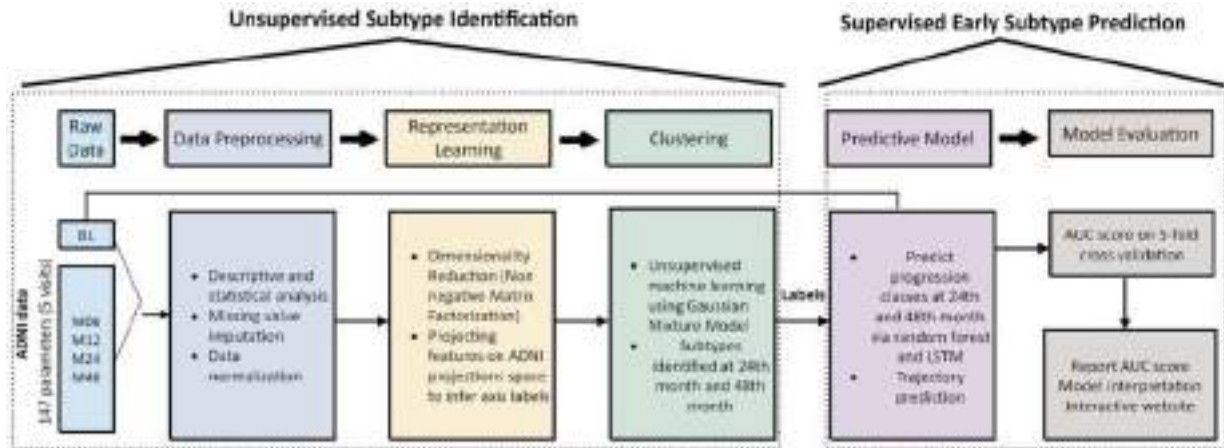 Unsupervised Subtype Identification
Supervised Early Subtype Prediction
Raw
Data
Data Preprocessing
Representation
Learning
Clustering
Predictive Model
Model Evaluation
ADNI data
147 parameters (5 visits)
BL
M06
M12
M24
M48
• Descriptive and
statistical analysis
• Missing value
imputation
• Data
normalization
• Dimensionality
Reduction (Non
negative Matrix
Factorization)
• Projecting
features on ADNI
projections space
to infer axis labels
• Unsupervised
machine learning
using Gaussian
Mixture Model
• Subtypes
identified at 24th
month and 48th
month
Labels
• Predict
progression
classes at 24th
and 48th month
via random forest
and LSTM
• Trajectory
prediction
AUC score on 5-fold
cross validation
Report AUC score
Model interpretation
Interactive website